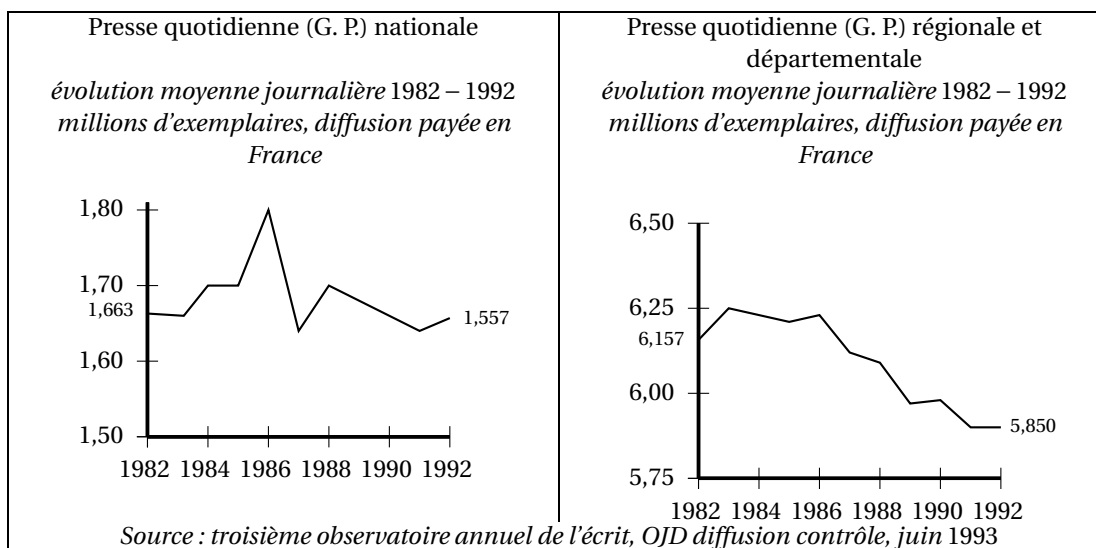 Presse quotidienne (G. P.) nationale
évolution moyenne journalière 1982 – 1992
millions d'exemplaires, diffusion payée en
France
1,80
1,70
1,663
1,557
1,60
1,50
1982 1984 1986 1988 1990 1992
Presse quotidienne (G. P.) régionale et
départementale
évolution moyenne journalière 1982 – 1992
millions d'exemplaires, diffusion payée en
France
6,50
6,25
6,157
6,00
5,850
5,75
1982 1984 1986 1988 1990 1992
Source : troisième observatoire annuel de l'écrit, OJD diffusion contrôle, juin 1993